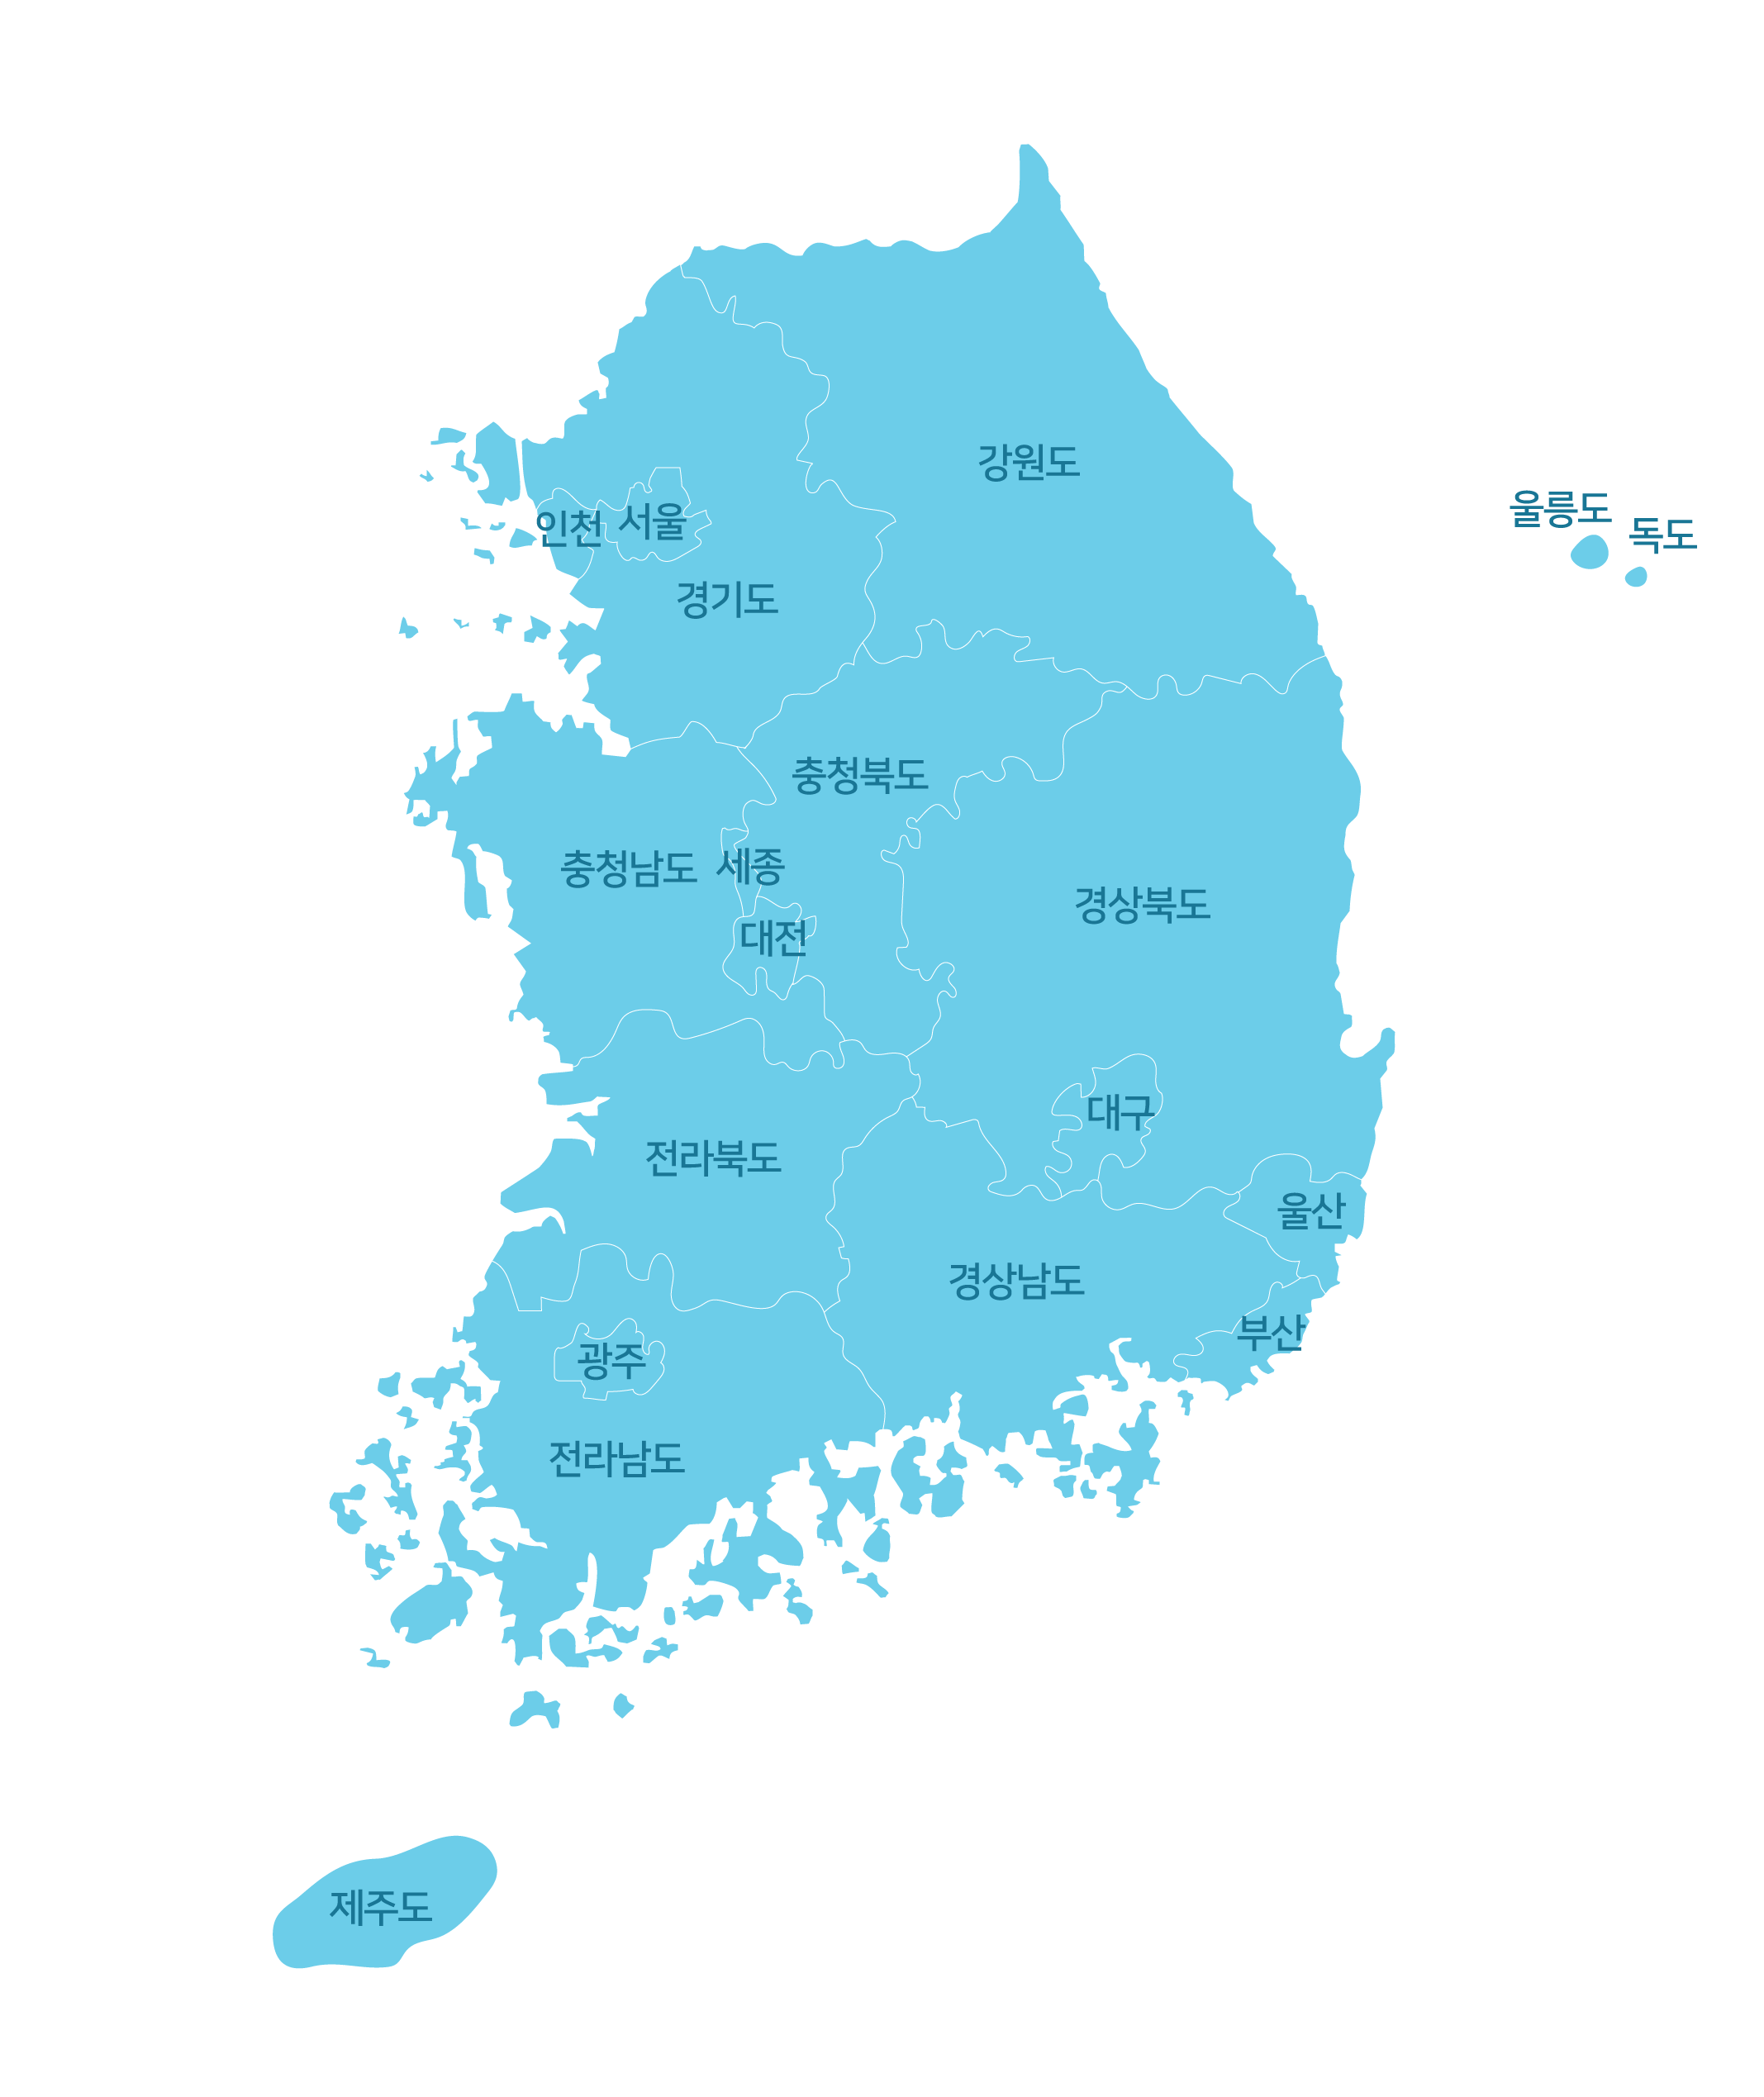 강원도
울릉도
독도
인천
서울
경기도
충청북도
충청남도
세종
경상북도
대전
대구
전라북도
울산
경상남도
부산
광주
전라남도
제주도